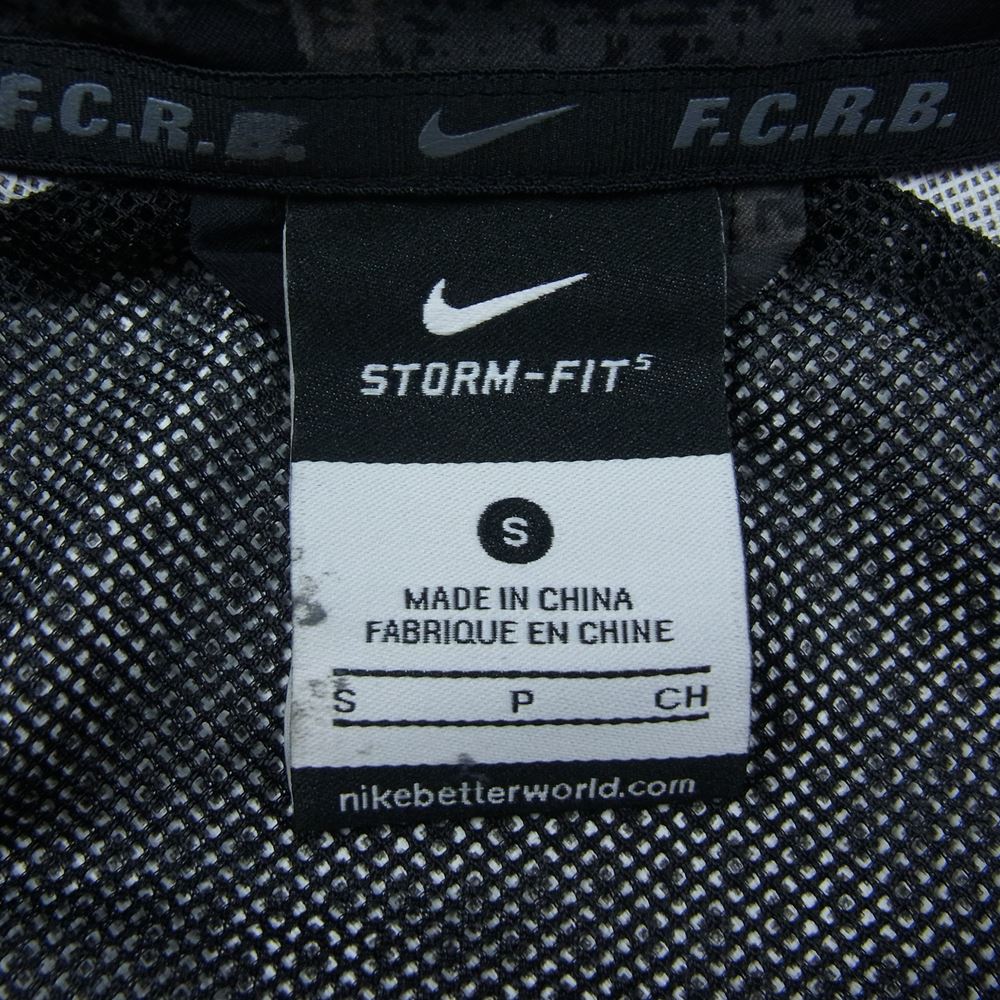 F.C.R.B. F.C.R.B.
STORM-FIT⁵
S
MADE IN CHINA
FABRIQUE EN CHINE
S P CH
nikebetterworld.com